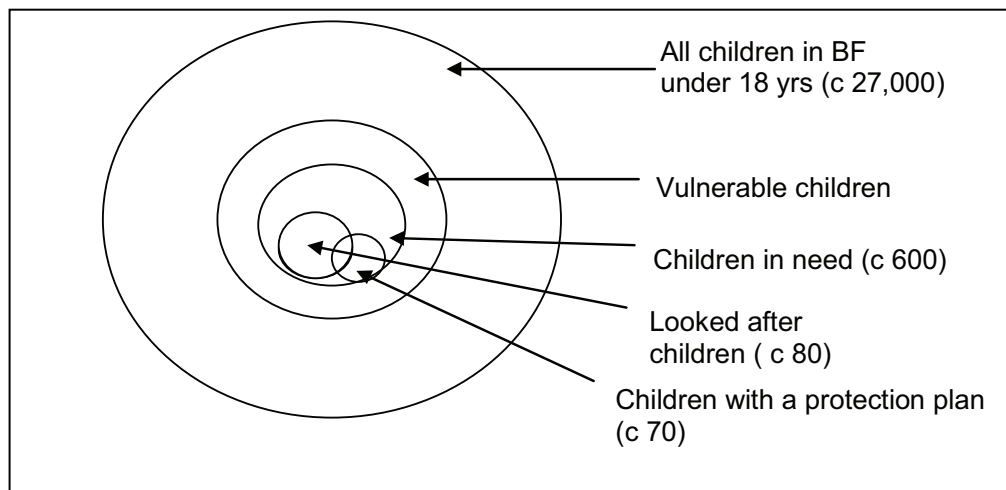 All children in BF
under 18 yrs (c 27,000)
Vulnerable children
Children in need (c 600)
Looked after
children ( c 80)
Children with a protection plan
(c 70)